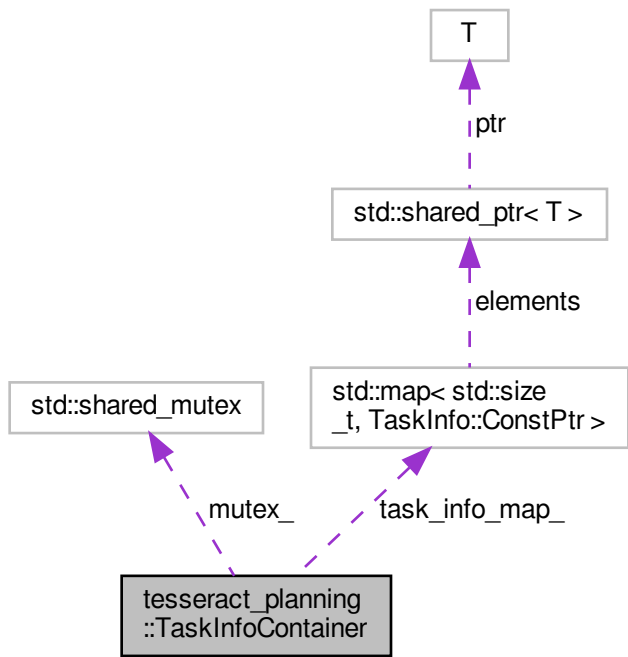 T
ptr
std::shared_ptr< T >
elements
std::shared_mutex
std::map< std::size
_t, TaskInfo::ConstPtr >
mutex_
task_info_map_
tesseract_planning
::TaskInfoContainer